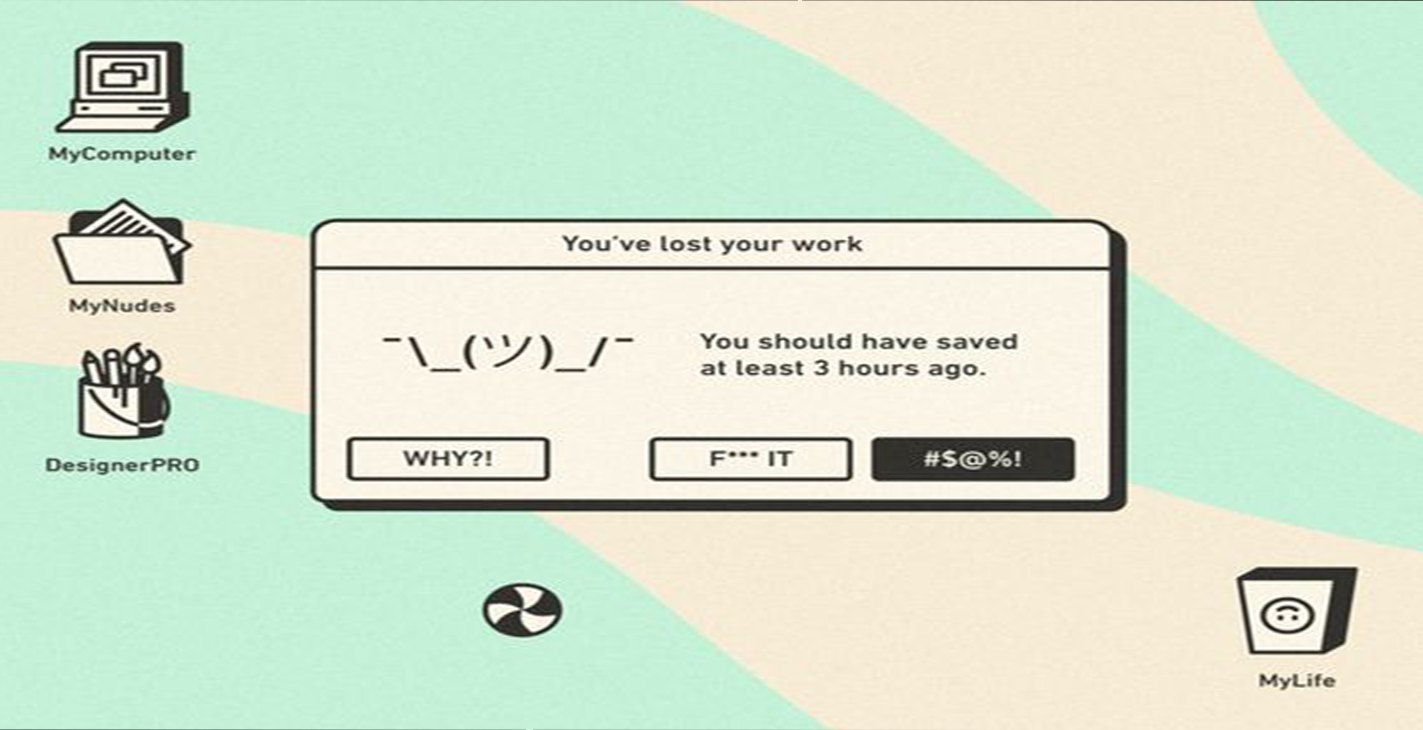 MyComputer
MyNudes
DesignerPRO
You've lost your work
¯\_(ツ)_/¯
You should have saved
at least 3 hours ago.
WHY?!
F*** IT
#$@%!
MyLife